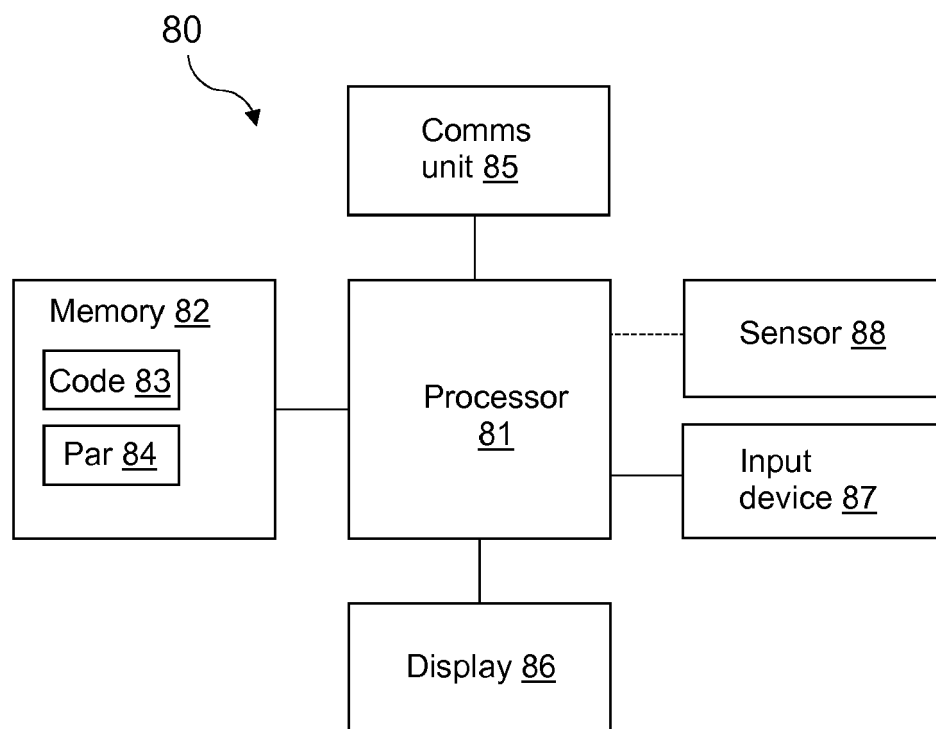 80
Comms
unit 85
Memory 82
Code 83
Par 84
Processor
81
Sensor 88
Input
device 87
Display 86